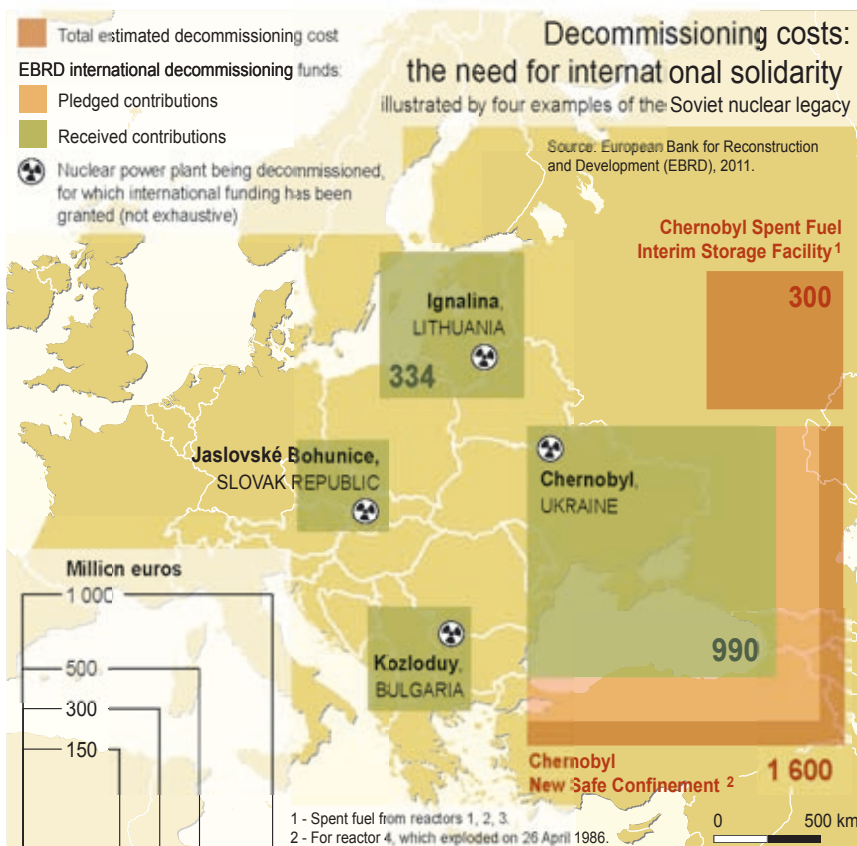 Decommissioning costs:
the need for international solidarity
illustrated by four examples of the Soviet nuclear legacy
Source: European Bank for Reconstruction
and Development (EBRD), 2011.
Total estimated decommissioning cost
EBRD international decommissioning funds:
Pledged contributions
Received contributions
Nuclear power plant being decommissioned,
for which international funding has been
granted (not exhaustive)
Chernobyl Spent Fuel
Interim Storage Facility 1
300
Ignalina,
LITHUANIA
334
Jaslovské Bohunice,
SLOVAK REPUBLIC
Chernobyl,
UKRAINE
990
Kozloduy,
BULGARIA
Chernobyl
New Safe Confinement 2
1 600
Million euros
1 000
500
300
150
1 - Spent fuel from reactors 1, 2, 3.
2 - For reactor 4, which exploded on 26 April 1986.
0 500 km